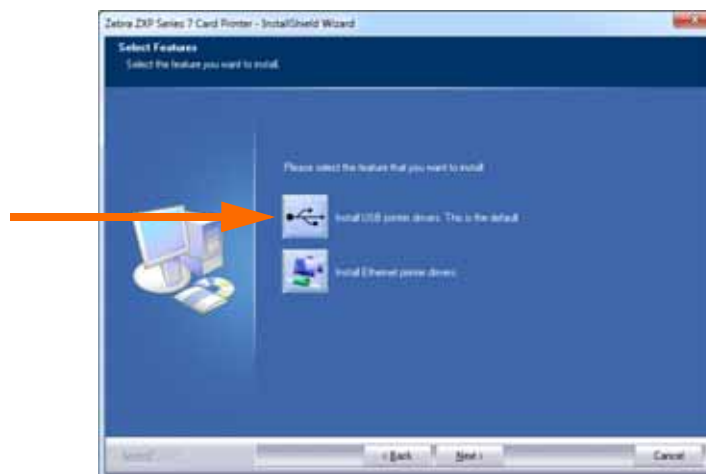 Zebra ZXP Series 7 Card Printer - InstallShield Wizard
Select Features
Select the feature you want to install.
Please select the feature that you want to install
Install USB printer drivers. This is the default
Install Ethernet printer drivers.
< Back
Next >
Cancel